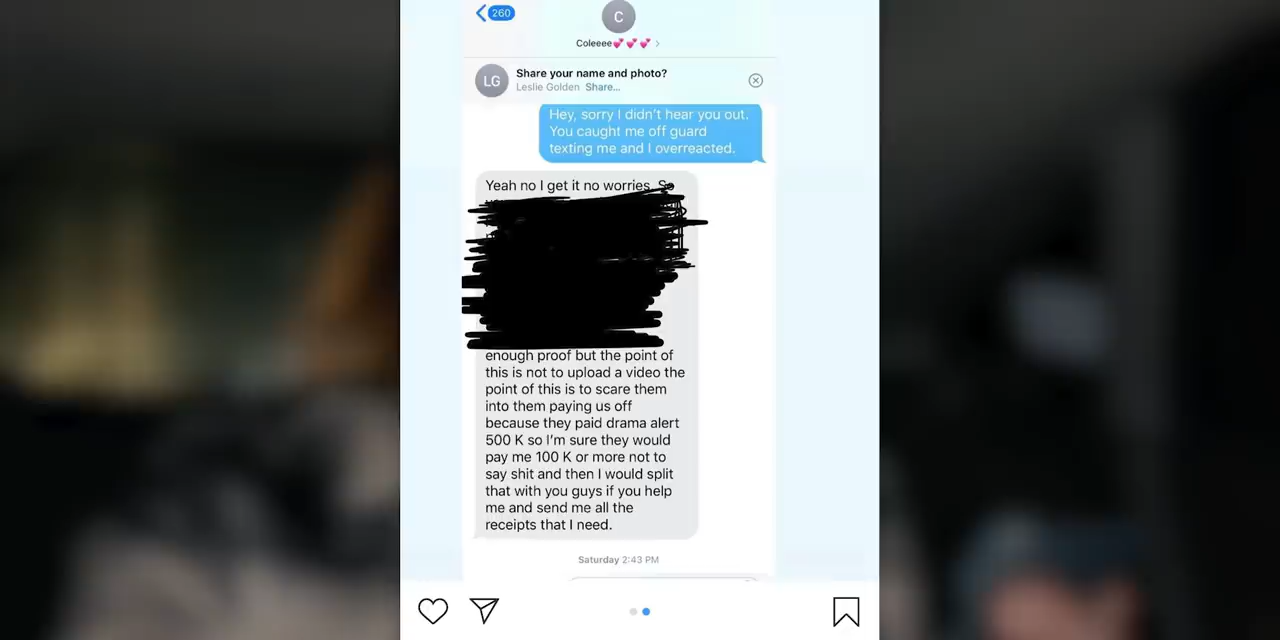 260
C
Coleeee💕💕💕 >
LG
Share your name and photo?
Leslie Golden Share...
Hey, sorry I didn't hear you out.
You caught me off guard
texting me and I overreacted.
Yeah no I get it no worries. So
enough proof but the point of
this is not to upload a video the
point of this is to scare them
into them paying us off
because they paid drama alert
500 K so I'm sure they would
pay me 100 K or more not to
say shit and then I would split
that with you guys if you help
me and send me all the
receipts that I need.
Saturday 2:43 PM